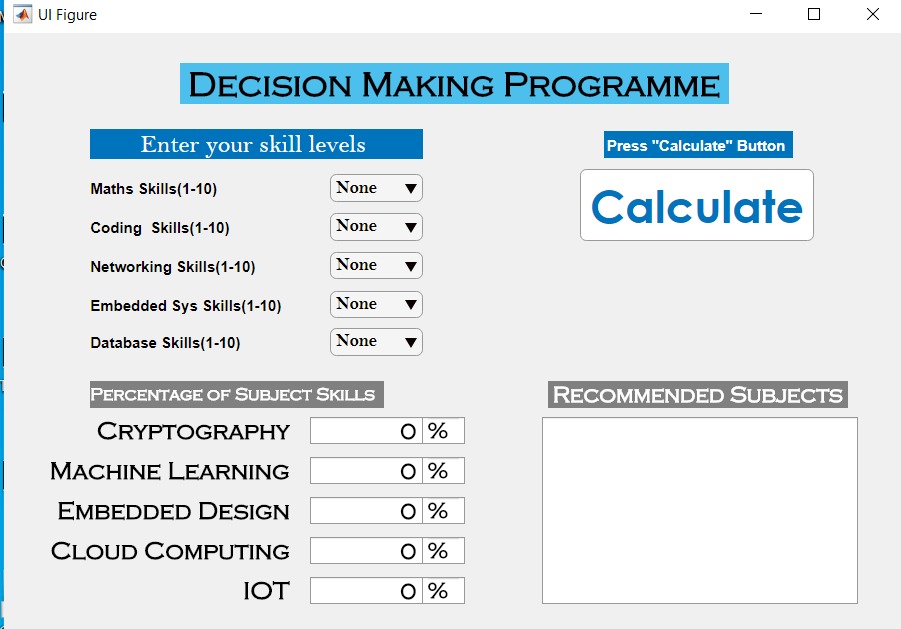 UI Figure
Decision Making Programme
Enter your skill levels
Press "Calculate" Button
Maths Skills(1-10) None
Calculate
Coding Skills(1-10) None
Networking Skills(1-10) None
Embedded Sys Skills(1-10) None
Database Skills(1-10) None
Percentage of Subject Skills
Recommended Subjects
Cryptography 0 %
Machine Learning 0 %
Embedded Design 0 %
Cloud Computing 0 %
IOT 0 %